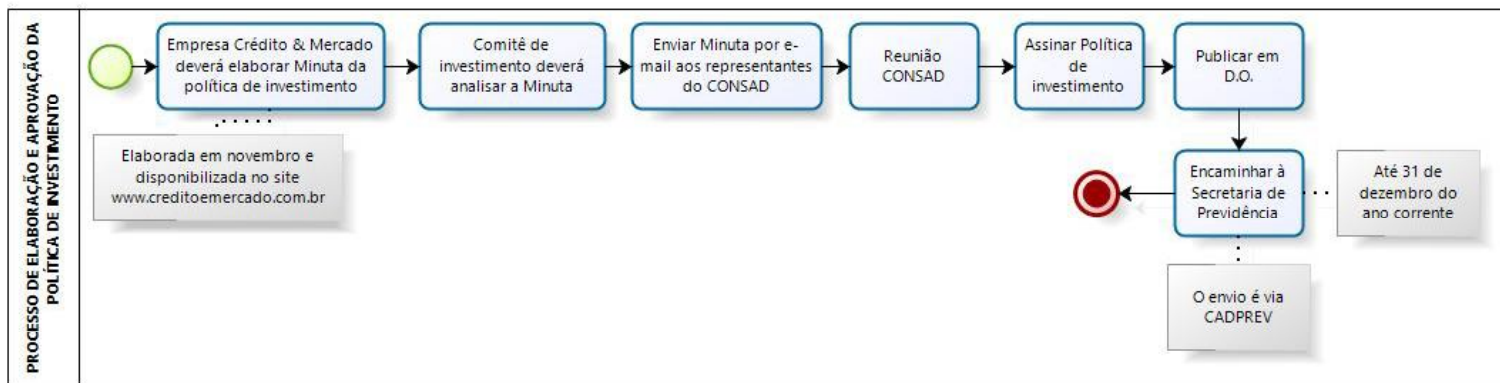 PROCESSO DE ELABORAÇÃO E APROVAÇÃO DA
POLÍTICA DE INVESTIMENTO
Empresa Crédito & Mercado
deverá elaborar Minuta da
política de investimento
Comitê de
investimento deverá
analisar a Minuta
Enviar Minuta por e-
mail aos representantes
do CONSAD
Reunião
CONSAD
Assinar Política
de
investimento
Publicar em
D.O.
Elaborada em novembro e
disponibilizada no site
www.creditoemercado.com.br
Encaminhar à
Secretaria de
Previdência
Até 31 de
dezembro do
ano corrente
O envio é via
CADPREV